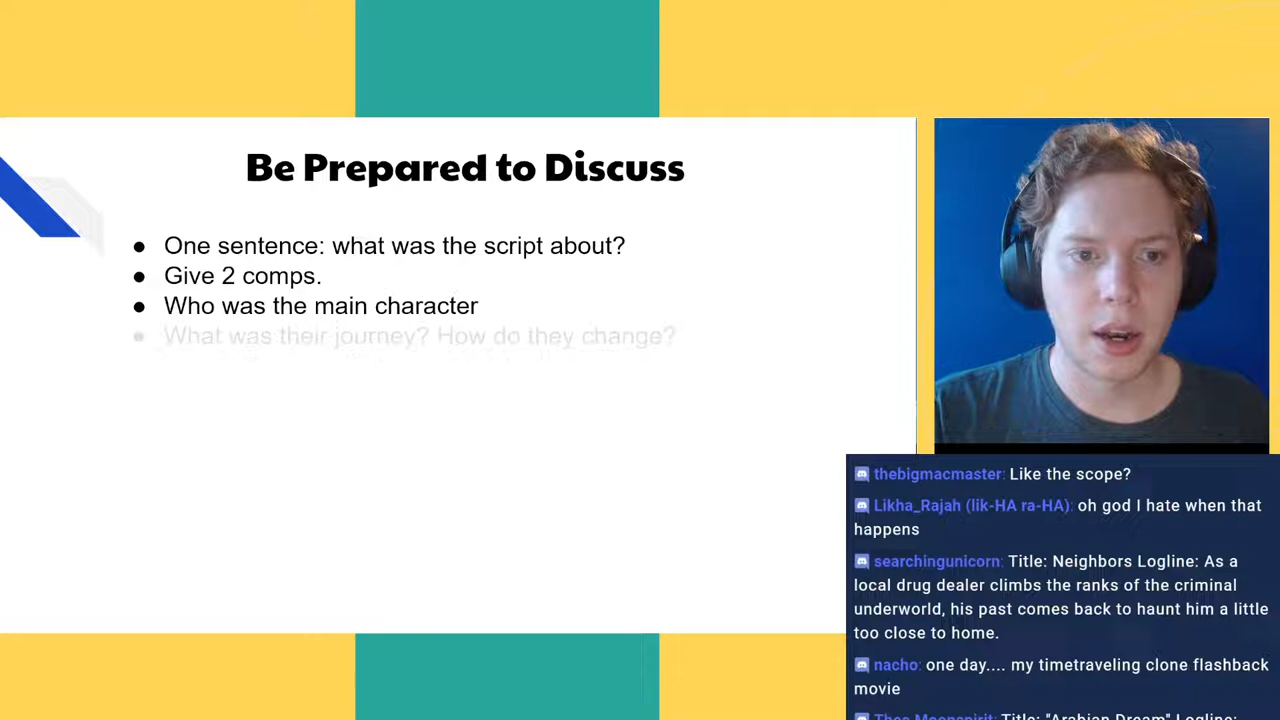 Be Prepared to Discuss
● One sentence: what was the script about?
● Give 2 comps.
● Who was the main character
● What was their journey? How do they change?
thebigmacmaster: Like the scope?
Likha_Rajah (lik-HA ra-HA): oh god I hate when that
happens
searchingunicorn: Title: Neighbors Logline: As a
local drug dealer climbs the ranks of the criminal
underworld, his past comes back to haunt him a little
too close to home.
nacho: one day.... my timetraveling clone flashback
movie
Title: "Arabian Dream" Logline: